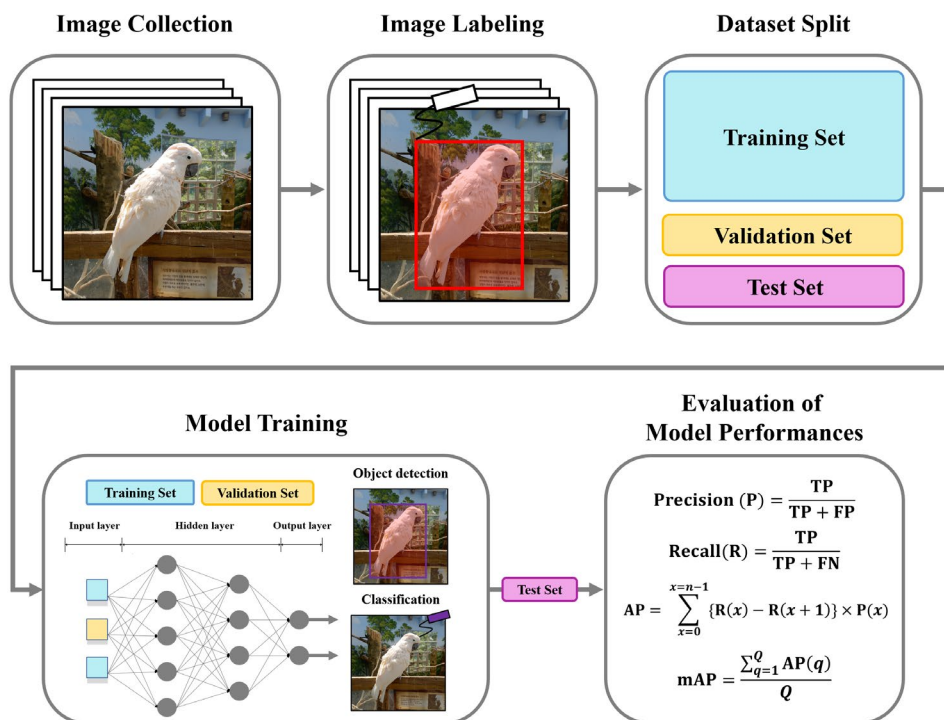 Image Collection
Image Labeling
Dataset Split
Training Set
Validation Set
Test Set
Model Training
Training Set
Validation Set
Input layer
Hidden layer
Output layer
Object detection
Classification
Test Set
Evaluation of
Model Performances
Precision (P) = TP / TP + FP
Recall(R) = TP / TP + FN
AP = ∑_{x=0}^{x=n−1} {R(x) − R(x + 1)} × P(x)
mAP = ∑_{q=1}^{Q} AP(q) / Q